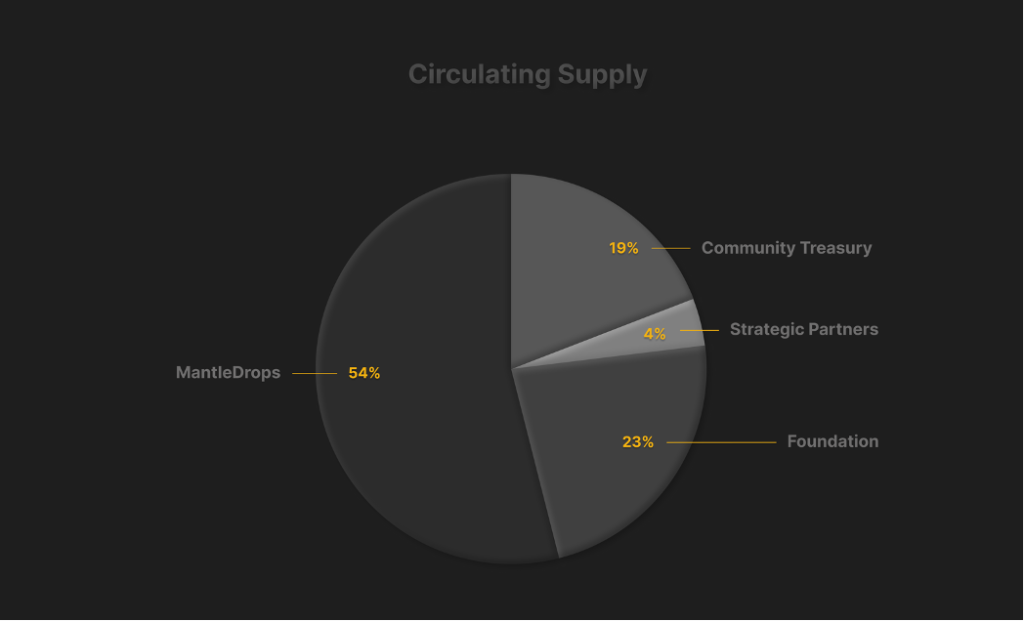 Circulating Supply
19% Community Treasury
4% Strategic Partners
MantleDrops 54%
23% Foundation